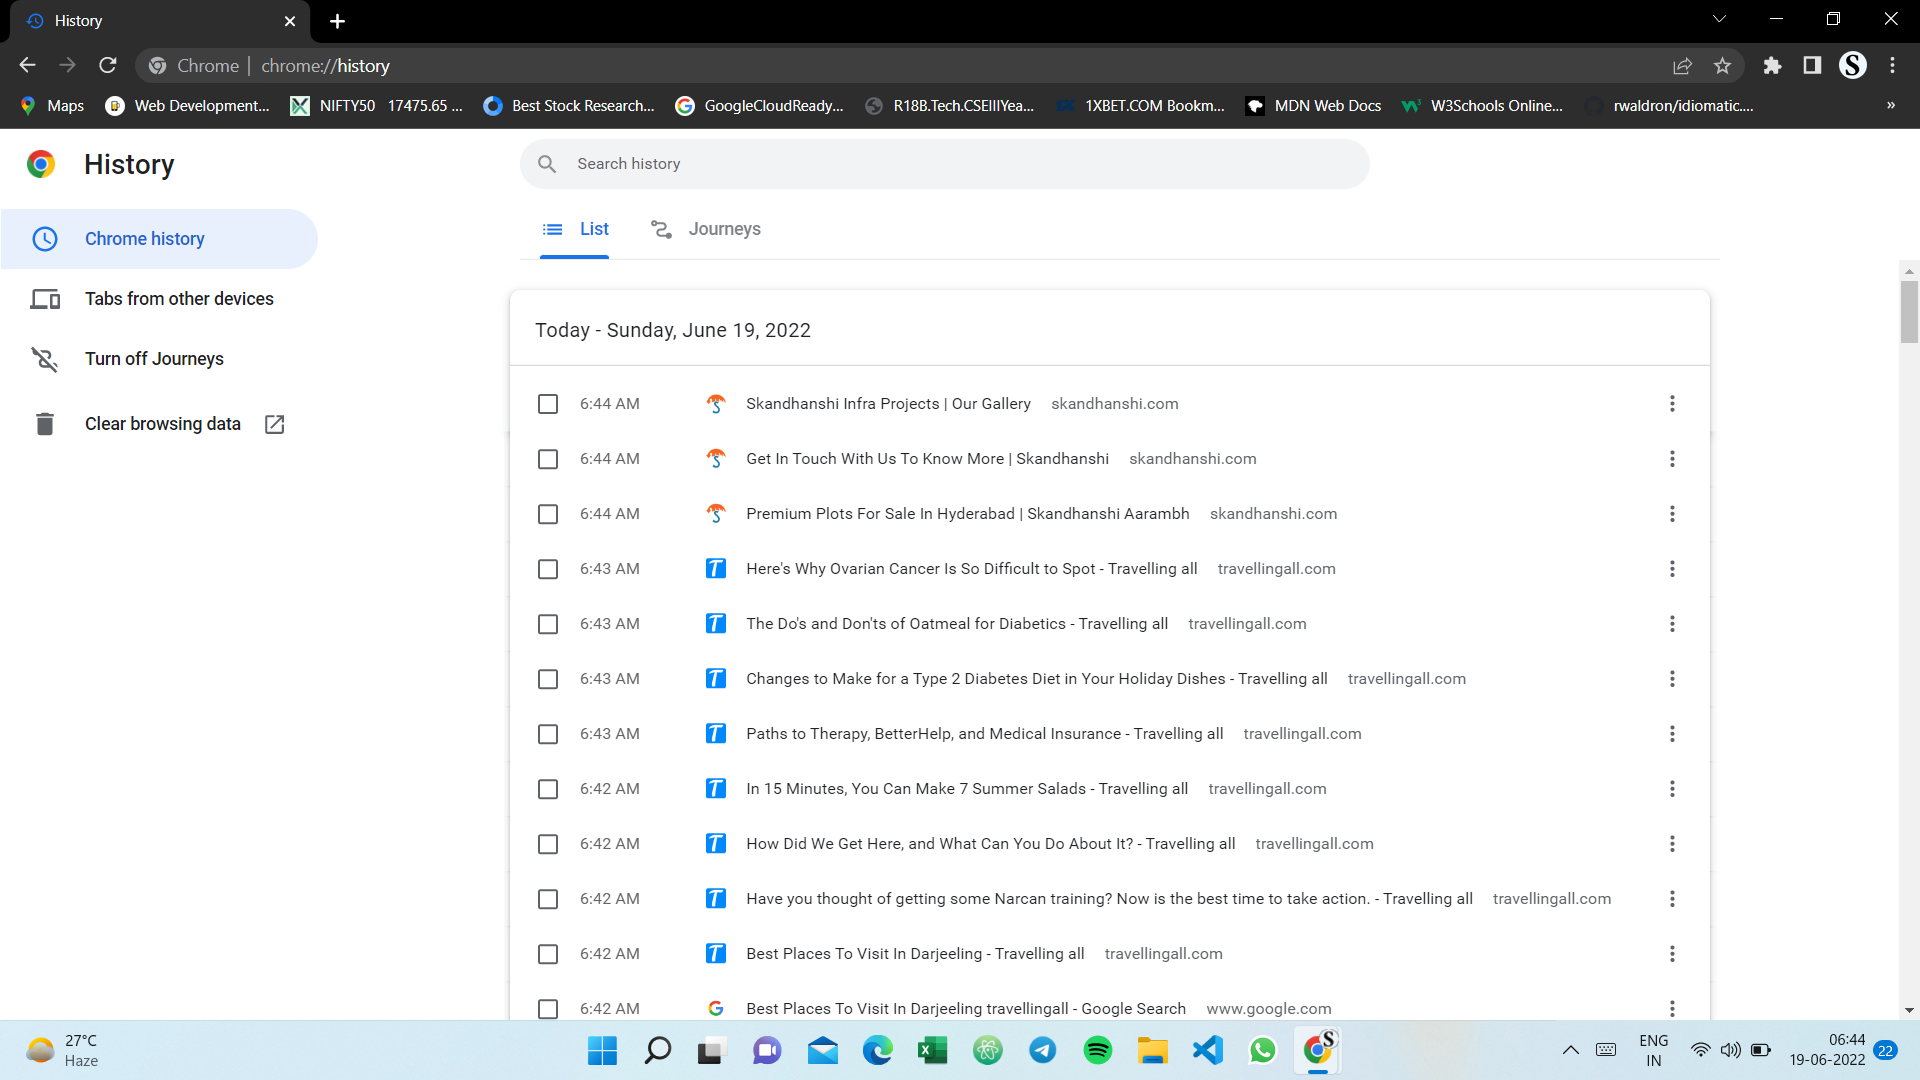 History
Chrome | chrome://history
Maps Web Development... NIFTY50 17475.65 ... Best Stock Research... GoogleCloudReady... R18B.Tech.CSEIIIYea... 1XBET.COM Bookm... MDN Web Docs W3Schools Online... rwaldron/idiomatic.... »
History
Search history
Chrome history
Tabs from other devices
Turn off Journeys
Clear browsing data
List Journeys
Today - Sunday, June 19, 2022
6:44 AM Skandhanshi Infra Projects | Our Gallery skandhanshi.com
6:44 AM Get In Touch With Us To Know More | Skandhanshi skandhanshi.com
6:44 AM Premium Plots For Sale In Hyderabad | Skandhanshi Aarambh skandhanshi.com
6:43 AM Here's Why Ovarian Cancer Is So Difficult to Spot - Travelling all travellingall.com
6:43 AM The Do's and Don'ts of Oatmeal for Diabetics - Travelling all travellingall.com
6:43 AM Changes to Make for a Type 2 Diabetes Diet in Your Holiday Dishes - Travelling all travellingall.com
6:43 AM Paths to Therapy, BetterHelp, and Medical Insurance - Travelling all travellingall.com
6:42 AM In 15 Minutes, You Can Make 7 Summer Salads - Travelling all travellingall.com
6:42 AM How Did We Get Here, and What Can You Do About It? - Travelling all travellingall.com
6:42 AM Have you thought of getting some Narcan training? Now is the best time to take action. - Travelling all travellingall.com
6:42 AM Best Places To Visit In Darjeeling - Travelling all travellingall.com
6:42 AM Best Places To Visit In Darjeeling travellingall - Google Search www.google.com
27°C
Haze
ENG
IN
06:44
19-06-2022
22